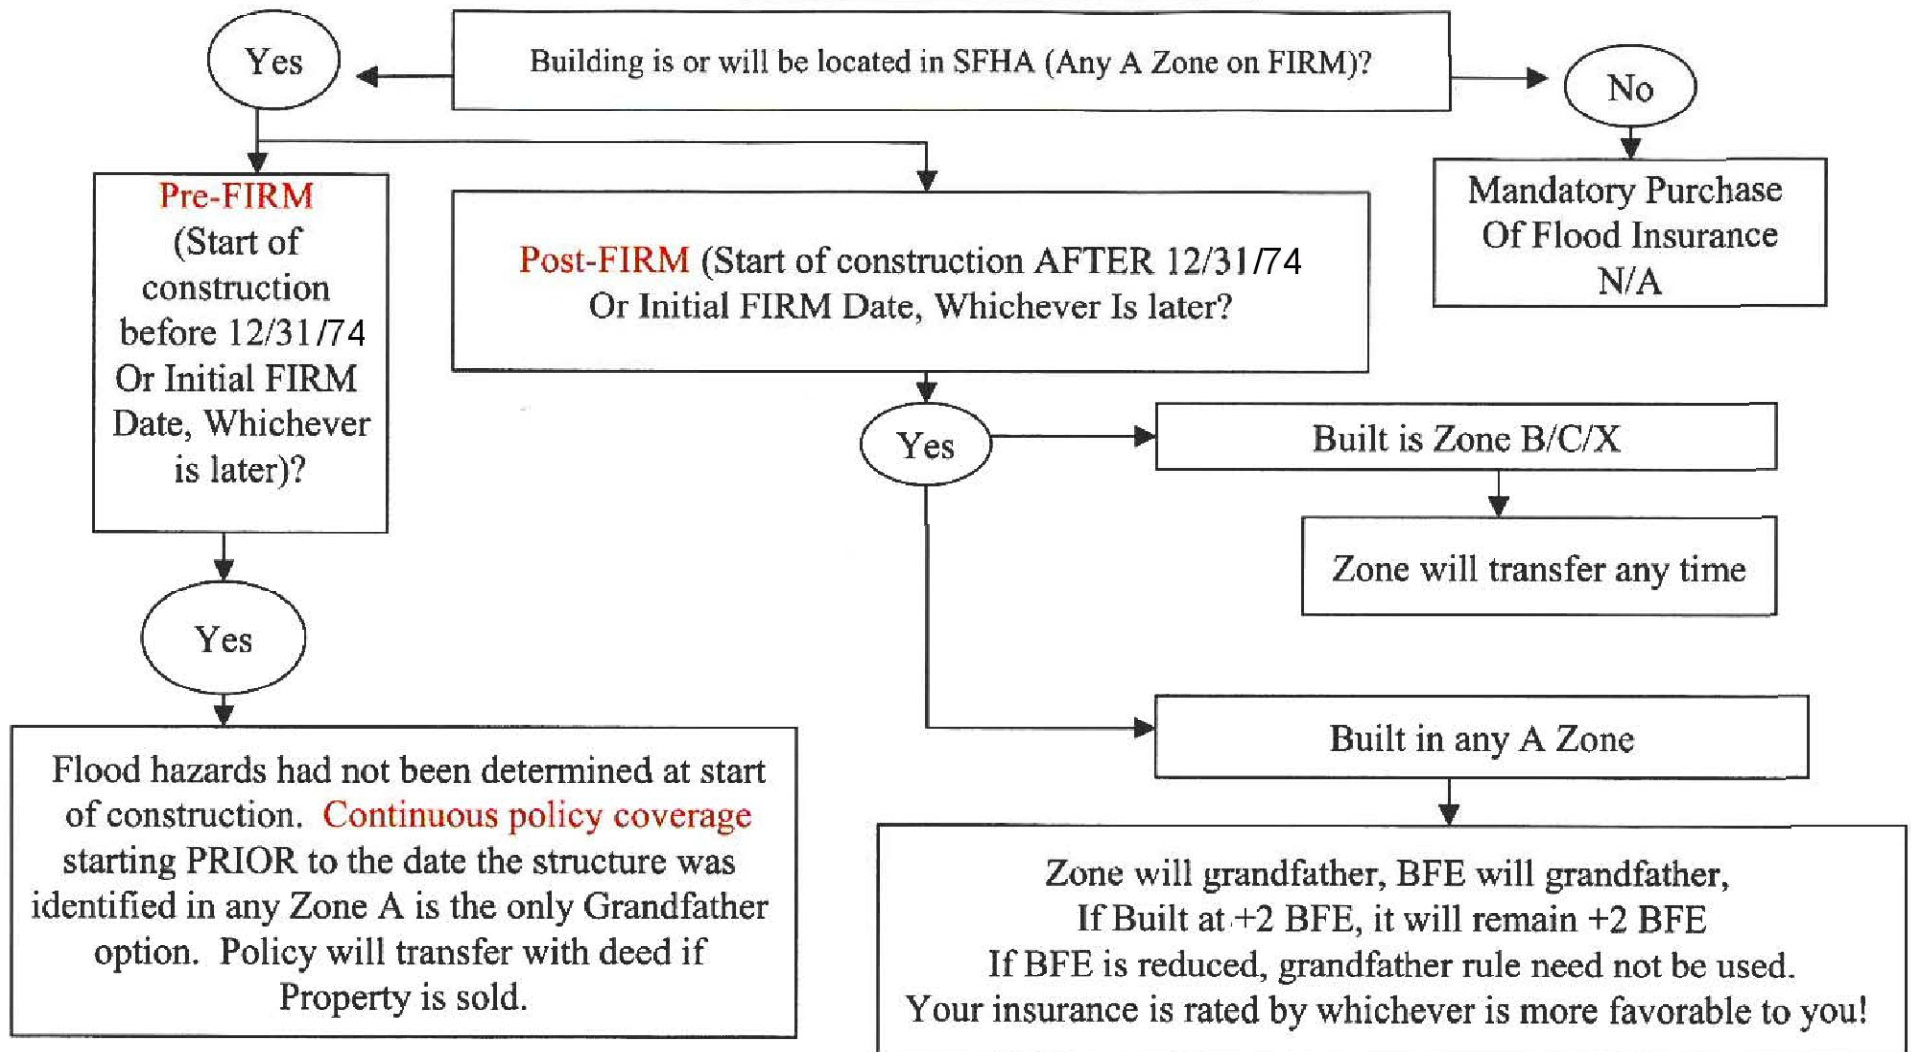 Yes
Building is or will be located in SFHA (Any A Zone on FIRM)?
No
Pre-FIRM
(Start of
construction
before 12/31/74
Or Initial FIRM
Date, Whichever
is later)?
Post-FIRM (Start of construction AFTER 12/31/74
Or Initial FIRM Date, Whichever Is later?
Mandatory Purchase
Of Flood Insurance
N/A
Yes
Built is Zone B/C/X
Zone will transfer any time
Yes
Built in any A Zone
Flood hazards had not been determined at start
of construction. Continuous policy coverage
starting PRIOR to the date the structure was
identified in any Zone A is the only Grandfather
option. Policy will transfer with deed if
Property is sold.
Zone will grandfather, BFE will grandfather,
If Built at +2 BFE, it will remain +2 BFE
If BFE is reduced, grandfather rule need not be used.
Your insurance is rated by whichever is more favorable to you!